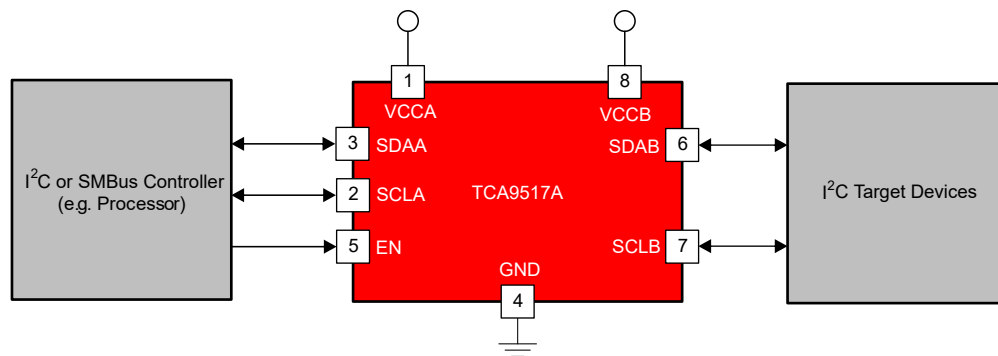 1
8
VCCA
VCCB
3
SDAA
SDAB
6
I²C or SMBus Controller
(e.g. Processor)
2
SCLA
TCA9517A
I²C Target Devices
5
EN
SCLB
7
GND
4